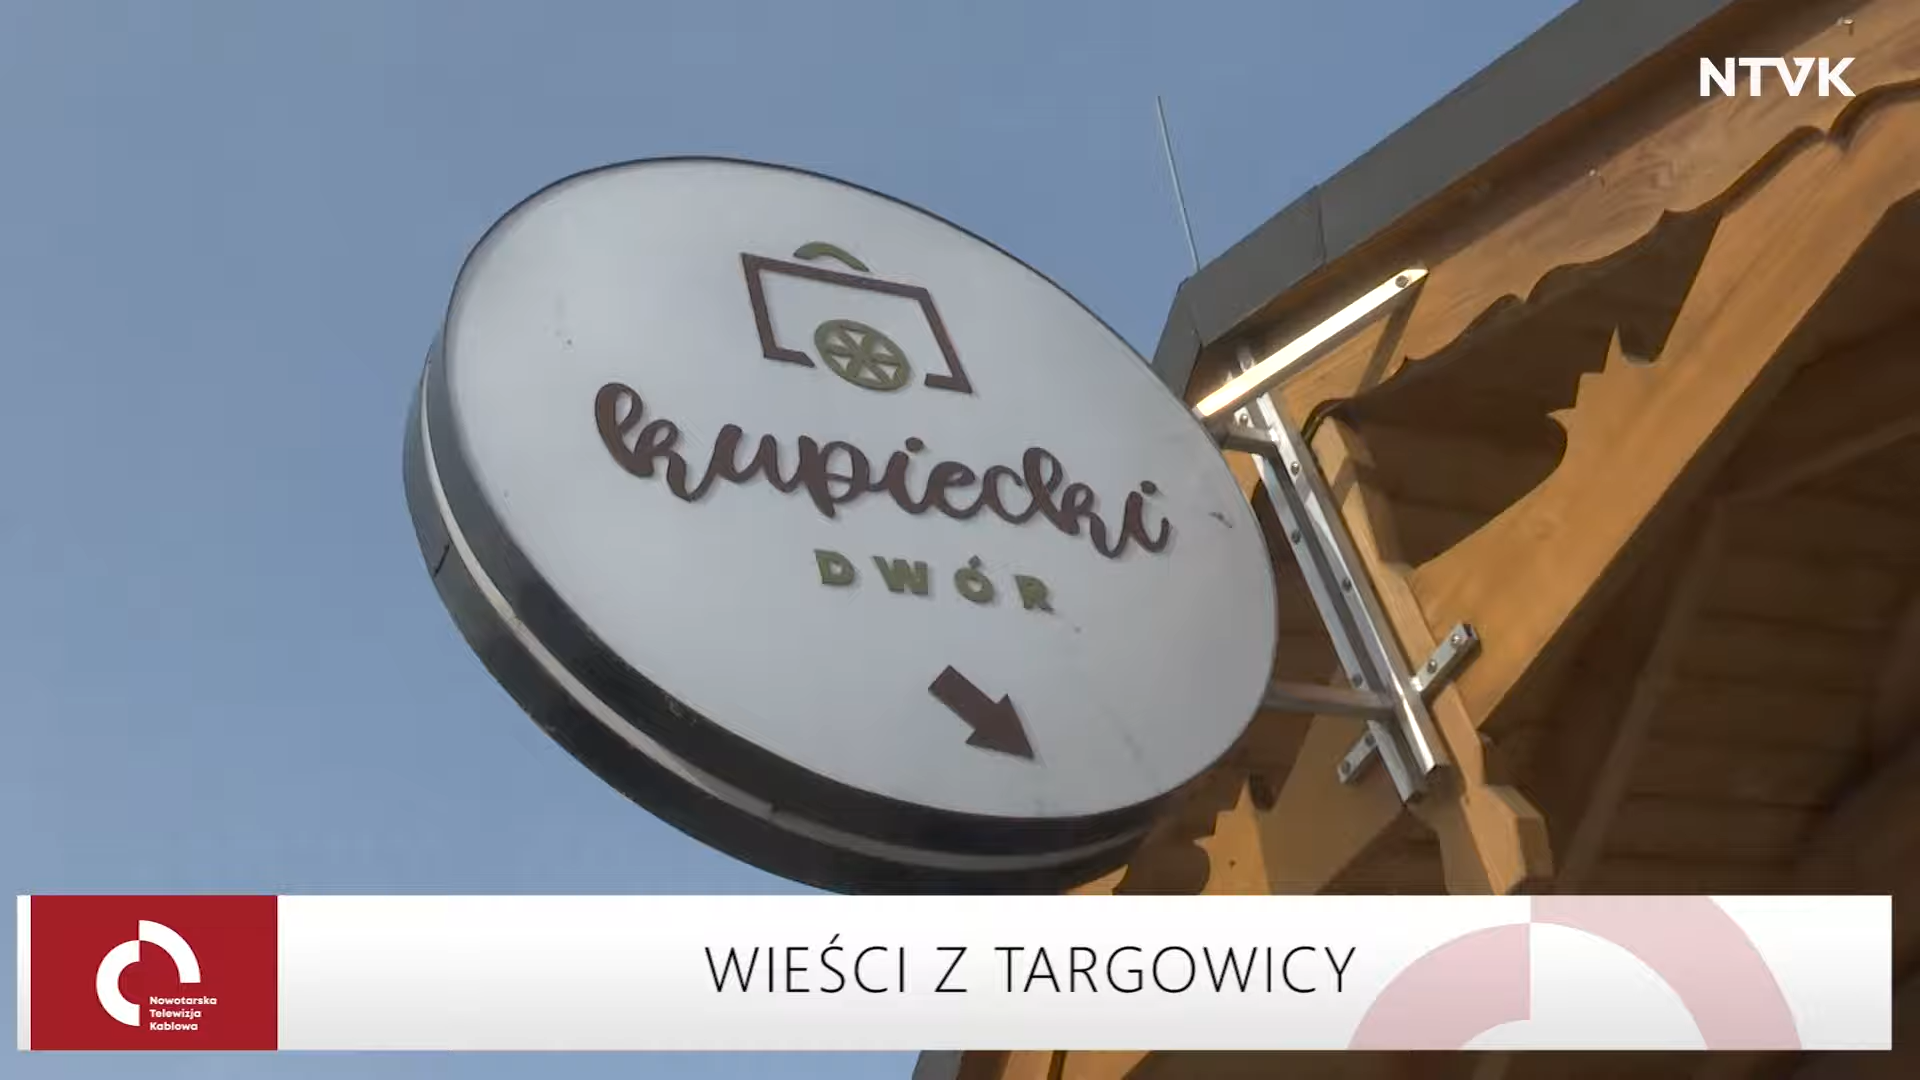 NTVK
kupiecki
DWÓR
WIEŚCI Z TARGOWICY
Nowotarska
Telewizja
Kablowa